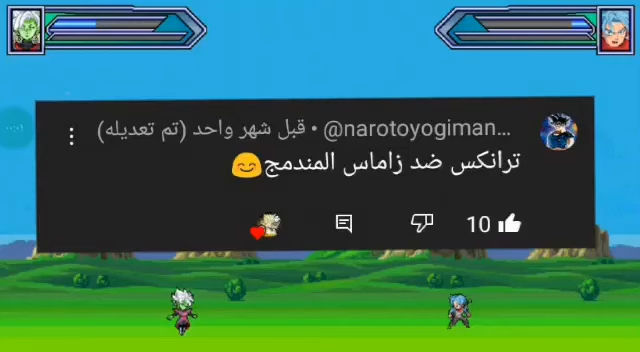 @narotoyogiman... • قبل شهر واحد (تم تعديله)
ترانكس ضد زاماس المندمج😊
10